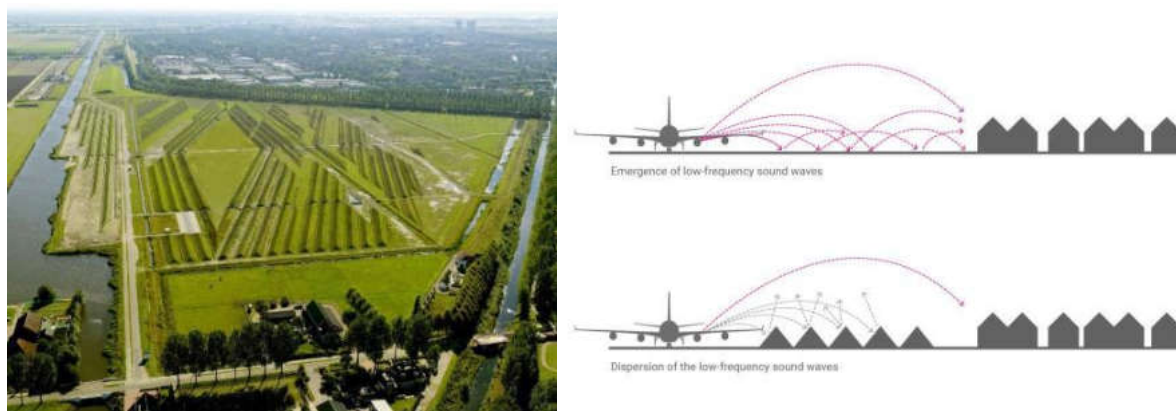 Emergence of low-frequency sound waves
Dispersion of the low-frequency sound waves